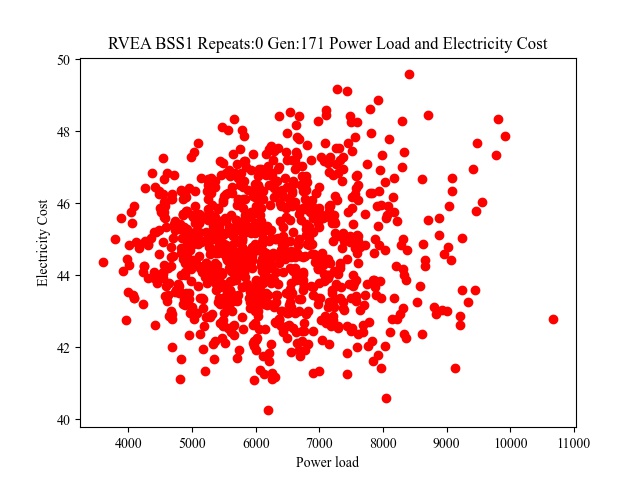 RVEA BSS1 Repeats:0 Gen:171 Power Load and Electricity Cost
50
48
46
44
42
40
Electricity Cost
4000 5000 6000 7000 8000 9000 10000 11000
Power load